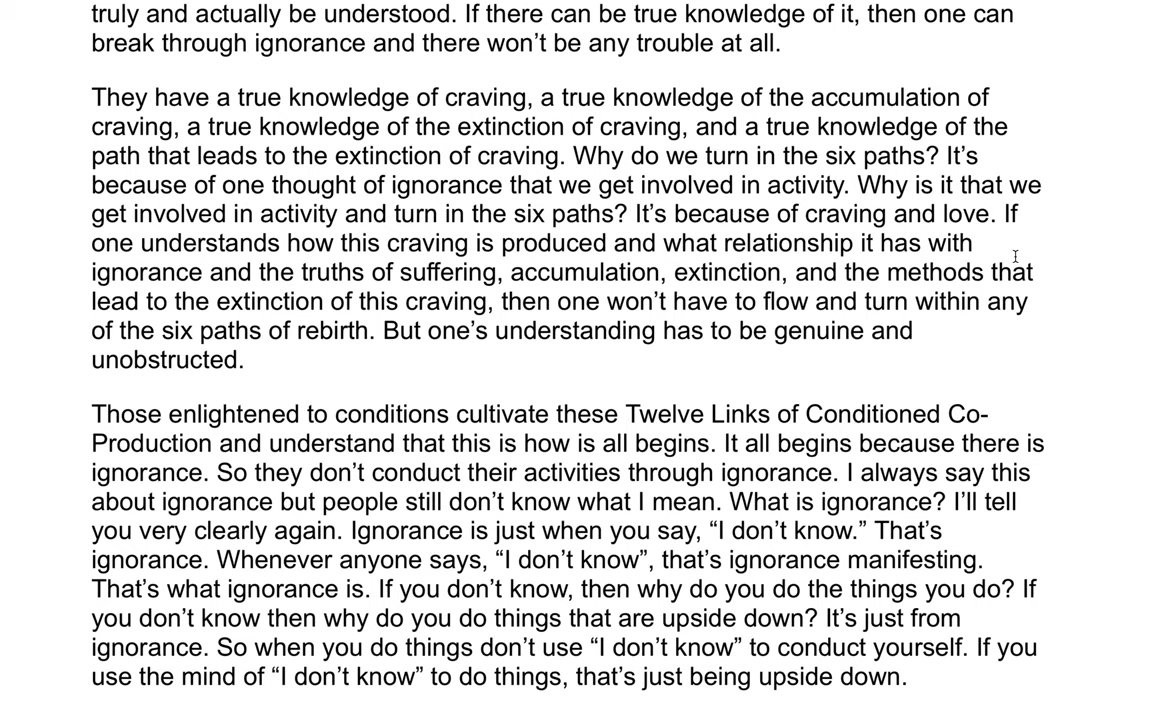 truly and actually be understood. If there can be true knowledge of it, then one can
break through ignorance and there won’t be any trouble at all.
They have a true knowledge of craving, a true knowledge of the accumulation of
craving, a true knowledge of the extinction of craving, and a true knowledge of the
path that leads to the extinction of craving. Why do we turn in the six paths? It’s
because of one thought of ignorance that we get involved in activity. Why is it that we
get involved in activity and turn in the six paths? It’s because of craving and love. If
one understands how this craving is produced and what relationship it has with
ignorance and the truths of suffering, accumulation, extinction, and the methods that
lead to the extinction of this craving, then one won’t have to flow and turn within any
of the six paths of rebirth. But one’s understanding has to be genuine and
unobstructed.
Those enlightened to conditions cultivate these Twelve Links of Conditioned Co-
Production and understand that this is how is all begins. It all begins because there is
ignorance. So they don’t conduct their activities through ignorance. I always say this
about ignorance but people still don’t know what I mean. What is ignorance? I’ll tell
you very clearly again. Ignorance is just when you say, “I don’t know.” That’s
ignorance. Whenever anyone says, “I don’t know”, that’s ignorance manifesting.
That’s what ignorance is. If you don’t know, then why do you do the things you do? If
you don’t know then why do you do things that are upside down? It’s just from
ignorance. So when you do things don’t use “I don’t know” to conduct yourself. If you
use the mind of “I don’t know” to do things, that’s just being upside down.